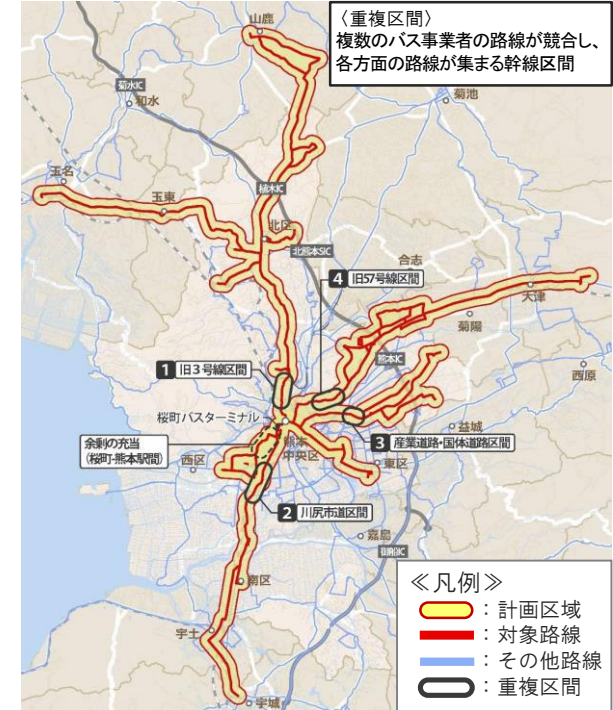 〈重複区間〉
複数のバス事業者の路線が競合し、
各方面の路線が集まる幹線区間
山鹿
菊水IC
和水
菊池
玉名
植木IC
玉東
北区
北熊本SIC
合志
4 旧57号線区間
大津
菊陽
熊本IC
西原
1 旧3号線区間
桜町バスターミナル
益城
3 産業道路・国体道路区間
余剰の充当
(桜町-熊本駅間)
熊本
中央区
西区
東区
2 川尻市道区間
嘉島
御船IC
南区
宇土
宇城
≪凡例≫
：計画区域
：対象路線
：その他路線
：重複区間